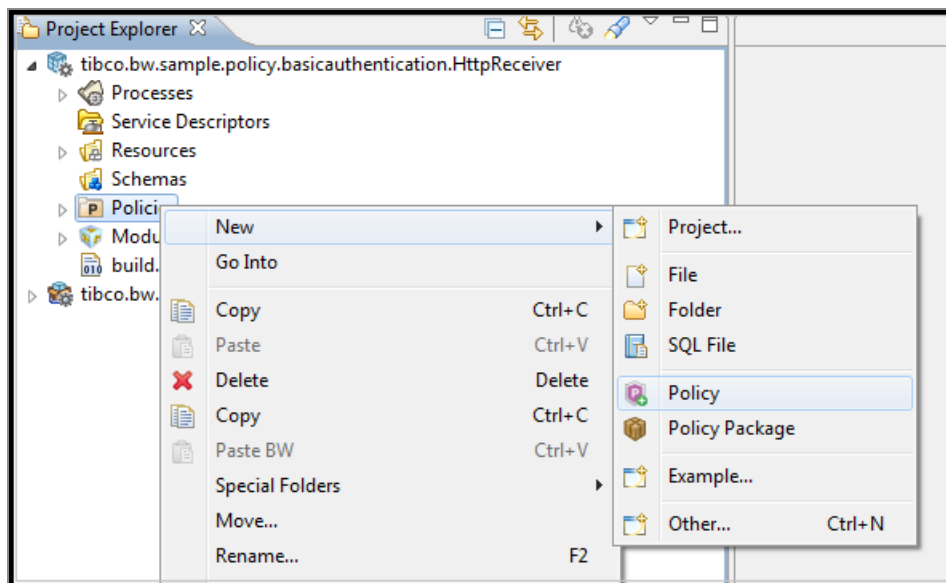 Project Explorer
tibco.bw.sample.policy.basicauthentication.HttpReceiver
Processes
Service Descriptors
Resources
Schemas
Polici
Modu
build.
tibco.bw.
New
Go Into
Copy Ctrl+C
Paste Ctrl+V
Delete Delete
Copy Ctrl+C
Paste BW Ctrl+V
Special Folders
Move...
Rename... F2
Project...
File
Folder
SQL File
Policy
Policy Package
Example...
Other... Ctrl+N